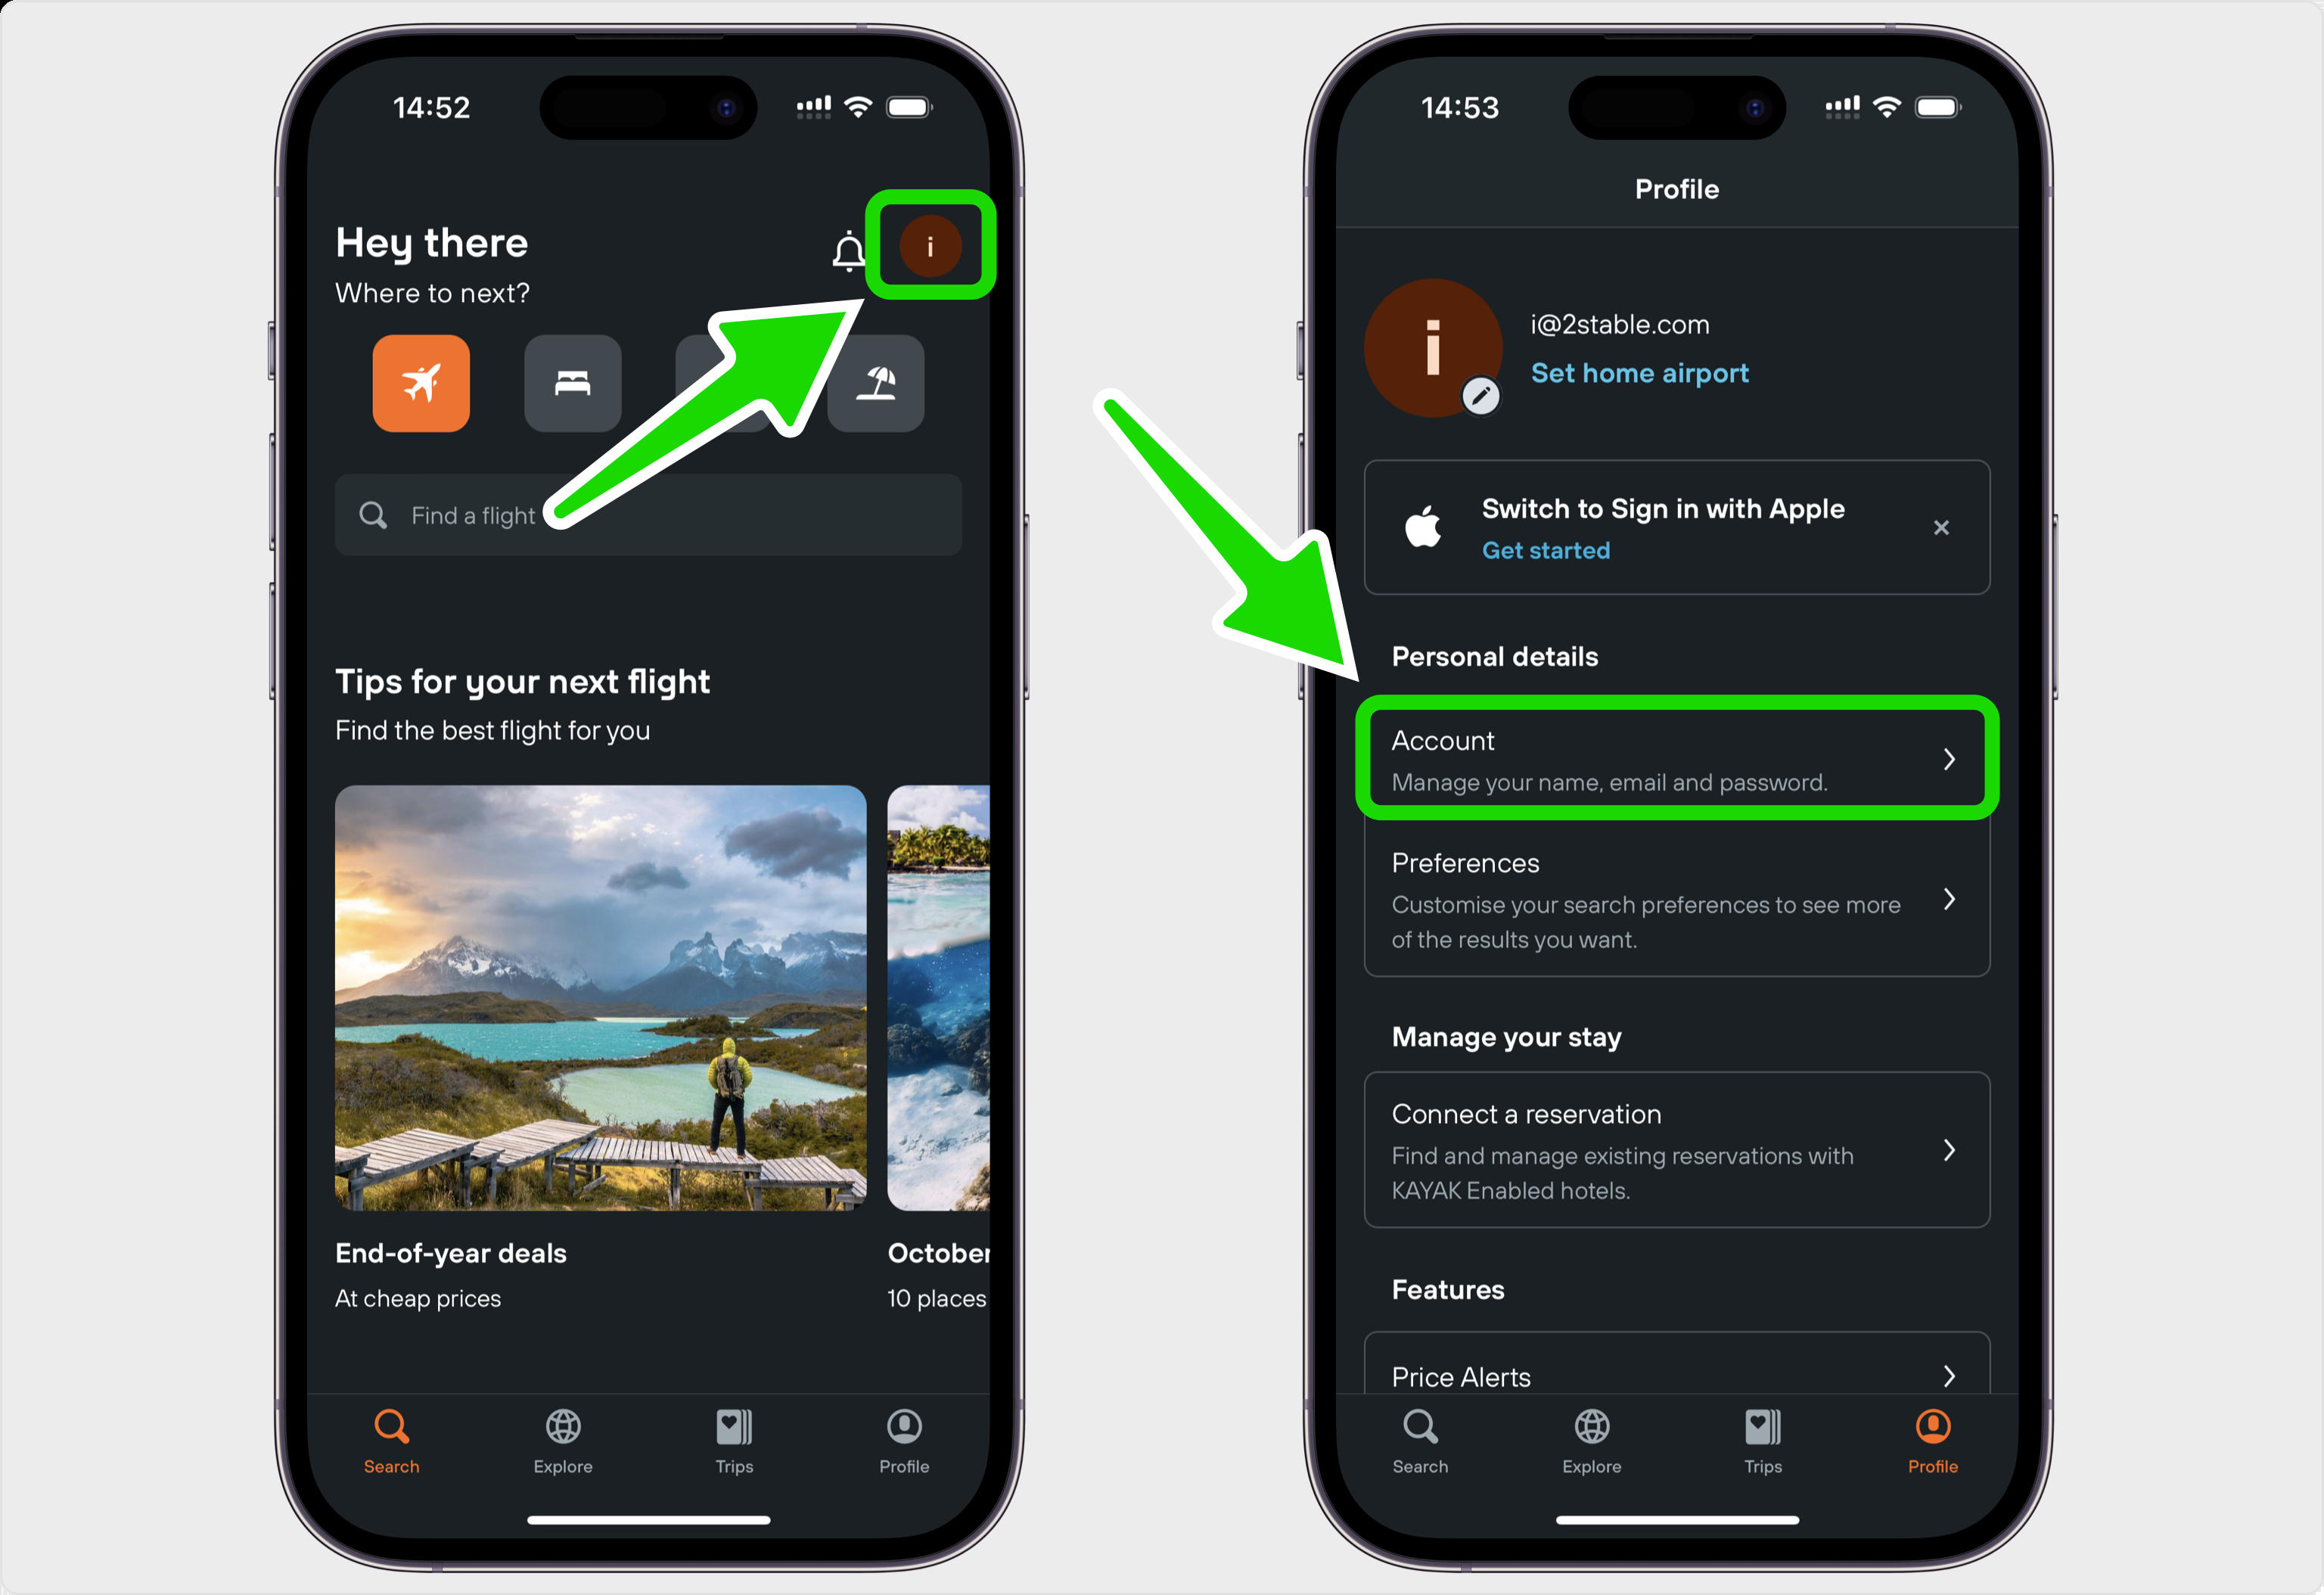 14:52
Hey there
i
Where to next?
Find a flight
Tips for your next flight
Find the best flight for you
End-of-year deals
At cheap prices
October
10 places
Search
Explore
Trips
Profile
14:53
Profile
i
i@2stable.com
Set home airport
Switch to Sign in with Apple
Get started
Personal details
Account
Manage your name, email and password.
Preferences
Customise your search preferences to see more
of the results you want.
Manage your stay
Connect a reservation
Find and manage existing reservations with
KAYAK Enabled hotels.
Features
Price Alerts
Search
Explore
Trips
Profile